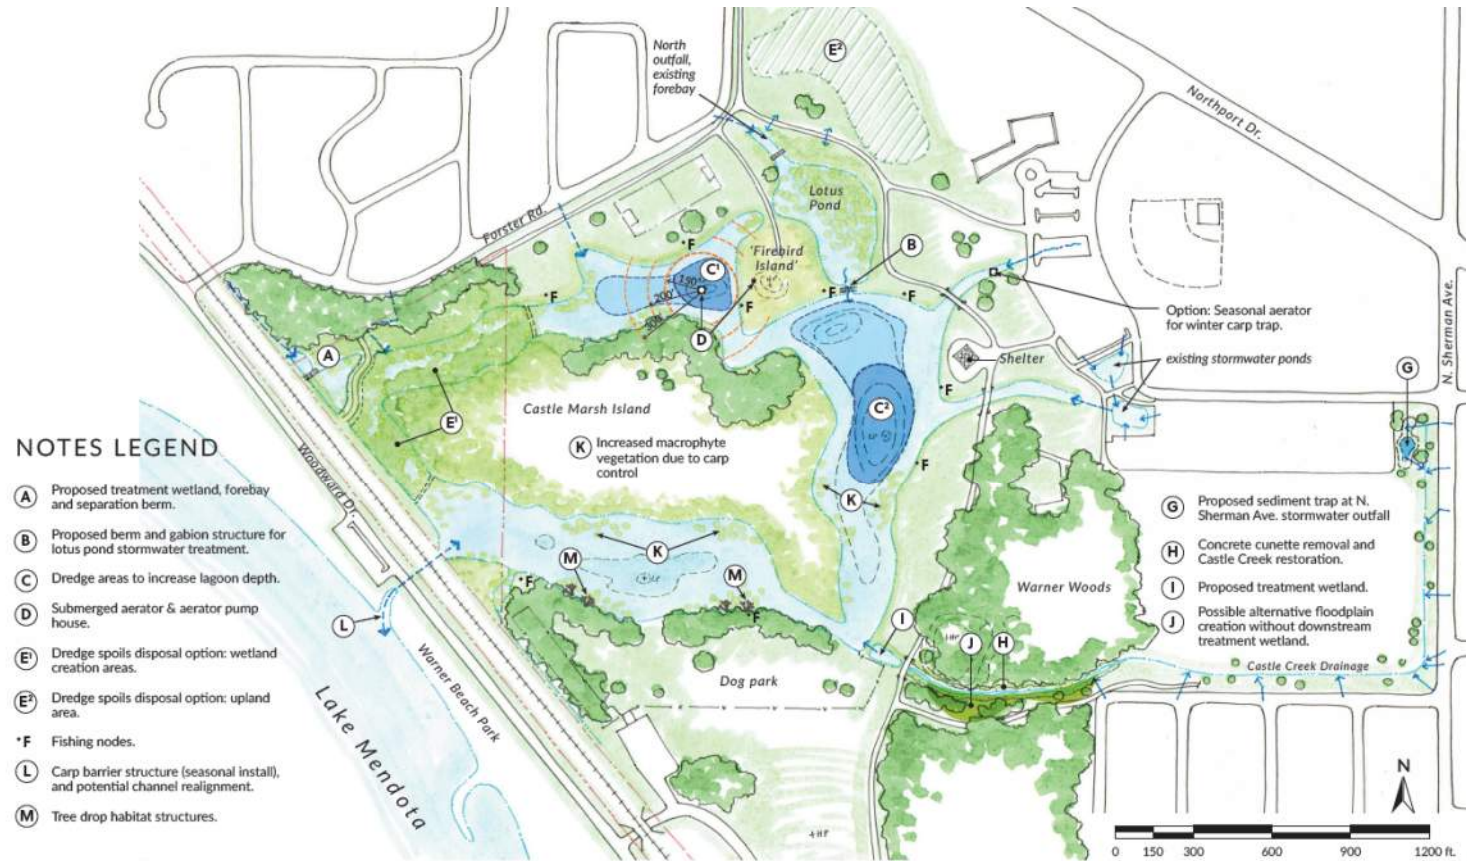 North
outfall,
existing
forebay
E²
Northport Dr.
Lotus
Pond
Forster Rd.
F
B
'Firebird
Island'
C¹
150'
200'
300'
F
F
F
F
D
Option: Seasonal aerator
for winter carp trap.
N. Sherman Ave.
Shelter
existing stormwater ponds
G
A
F
E¹
Castle Marsh Island
C²
K
Increased macrophyte
vegetation due to carp
control
F
K
Woodward Dr.
NOTES LEGEND
A
Proposed treatment wetland, forebay
and separation berm.
B
Proposed berm and gabion structure for
lotus pond stormwater treatment.
C
Dredge areas to increase lagoon depth.
D
Submerged aerator & aerator pump
house.
E¹
Dredge spoils disposal option: wetland
creation areas.
E²
Dredge spoils disposal option: upland
area.
F
Fishing nodes.
L
Carp barrier structure (seasonal install),
and potential channel realignment.
M
Tree drop habitat structures.
K
M
M
F
F
L
Warner Beach Park
Lake Mendota
Dog park
I
J
H
Warner Woods
G
Proposed sediment trap at N.
Sherman Ave. stormwater outfall
H
Concrete cunette removal and
Castle Creek restoration.
I
Proposed treatment wetland.
J
Possible alternative floodplain
creation without downstream
treatment wetland.
Castle Creek Drainage
N
0 150 300 600 900 1200 ft.